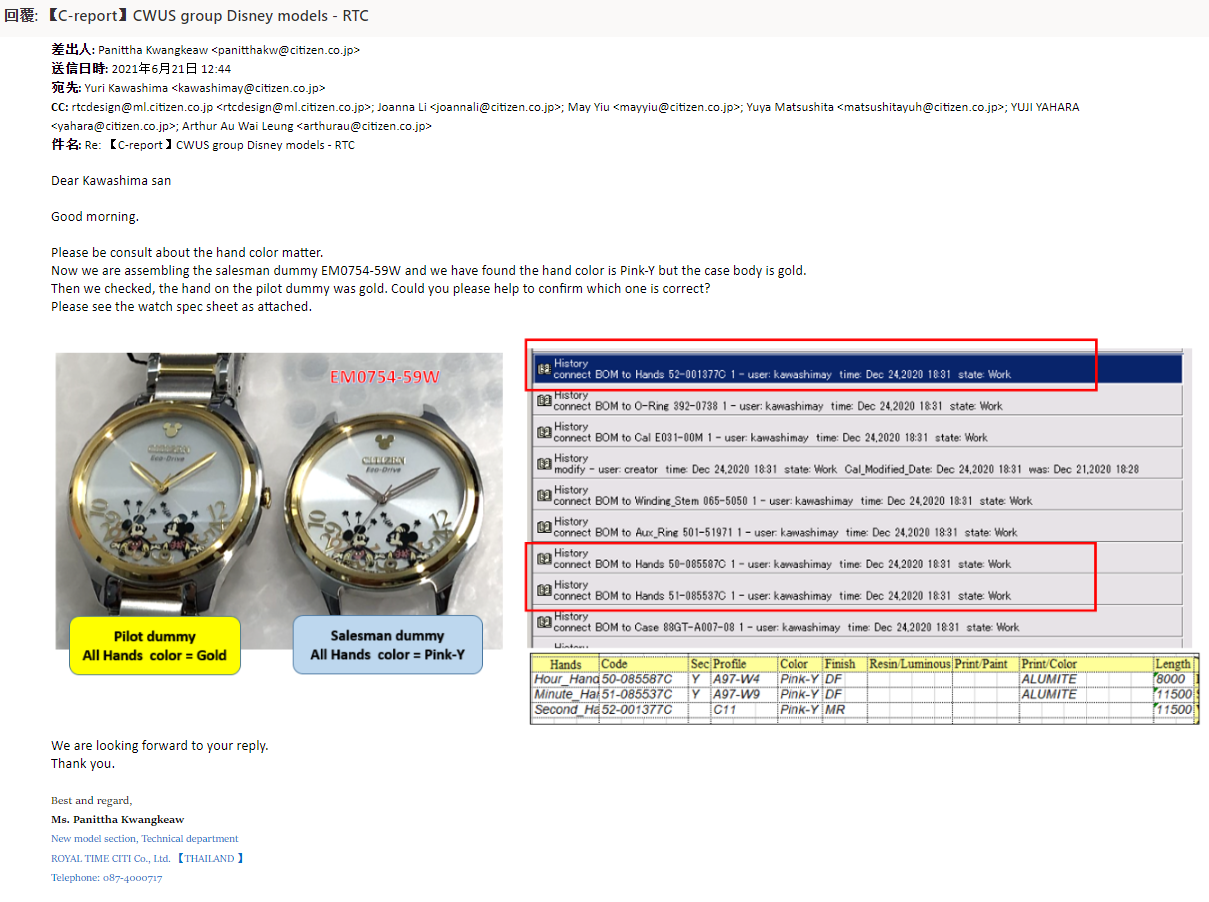 回覆: 【C-report】CWUS group Disney models - RTC
差出人: Panittha Kwangkeaw <panitthakw@citizen.co.jp>
送信日時: 2021年6月21日 12:44
宛先: Yuri Kawashima <kawashimay@citizen.co.jp>
CC: rtcdesign@ml.citizen.co.jp <rtcdesign@ml.citizen.co.jp>; Joanna Li <joannali@citizen.co.jp>; May Yiu <mayyiu@citizen.co.jp>; Yuya Matsushita <matsushitayuh@citizen.co.jp>; YUJI YAHARA
<yahara@citizen.co.jp>; Arthur Au Wai Leung <arthurau@citizen.co.jp>
件名: Re: 【C-report】CWUS group Disney models - RTC
Dear Kawashima san
Good morning.
Please be consult about the hand color matter.
Now we are assembling the salesman dummy EM0754-59W and we have found the hand color is Pink-Y but the case body is gold.
Then we checked, the hand on the pilot dummy was gold. Could you please help to confirm which one is correct?
Please see the watch spec sheet as attached.
EM0754-59W
CITIZEN
Eco-Drive
12
10
2
CITIZEN
Eco-Drive
12
10
2
Pilot dummy
All Hands color = Gold
Salesman dummy
All Hands color = Pink-Y
History
connect BOM to Hands 52-001377C 1 - user: kawashimay time: Dec 24,2020 18:31 state: Work
History
connect BOM to O-Ring 392-0738 1 - user: kawashimay time: Dec 24,2020 18:31 state: Work
History
connect BOM to Cal E031-00M 1 - user: kawashimay time: Dec 24,2020 18:31 state: Work
History
modify - user: creator time: Dec 24,2020 18:31 state: Work Cal_Modified_Date: Dec 24,2020 18:31 was: Dec 21,2020 18:28
History
connect BOM to Winding_Stem 065-5050 1 - user: kawashimay time: Dec 24,2020 18:31 state: Work
History
connect BOM to Aux_Ring 501-51971 1 - user: kawashimay time: Dec 24,2020 18:31 state: Work
History
connect BOM to Hands 50-085587C 1 - user: kawashimay time: Dec 24,2020 18:31 state: Work
History
connect BOM to Hands 51-085537C 1 - user: kawashimay time: Dec 24,2020 18:31 state: Work
History
connect BOM to Case 88GT-A007-08 1 - user: kawashimay time: Dec 24,2020 18:31 state: Work
Hands Code Sec Profile Color Finish Resin/Luminous Print/Paint Print/Color Length
Hour_Hand 50-085587C Y A97-W4 Pink-Y DF ALUMITE 8000
Minute_Ha 51-085537C Y A97-W9 Pink-Y DF ALUMITE 11500
Second_Ha 52-001377C C11 Pink-Y MR 11500
We are looking forward to your reply.
Thank you.
Best and regard,
Ms. Panittha Kwangkeaw
New model section, Technical department
ROYAL TIME CITI Co., Ltd. 【THAILAND 】
Telephone: 087-4000717